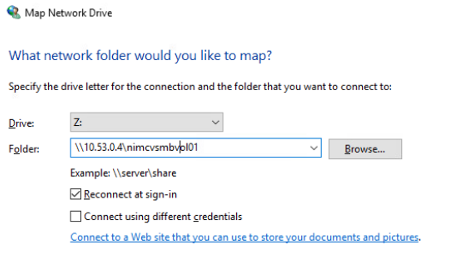 Map Network Drive
What network folder would you like to map?
Specify the drive letter for the connection and the folder that you want to connect to:
Drive: Z:
Folder: \\10.53.0.4\nimcvsmbvol01 Browse...
Example: \\server\share
Reconnect at sign-in
Connect using different credentials
Connect to a Web site that you can use to store your documents and pictures.